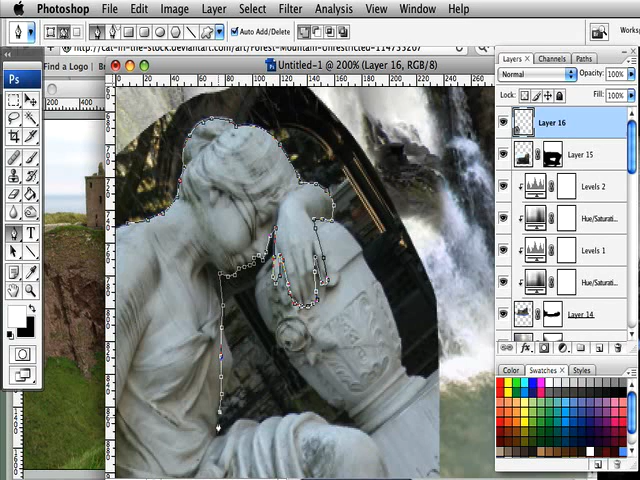 Photoshop File Edit Image Layer Select Filter Analysis View Window Help
Auto Add/Delete
Works
Find a Logo
Untitled-1 @ 200% (Layer 16, RGB/8)
Ps
T
Layers Channels Paths
Normal Opacity: 100%
Lock: Fill: 100%
Layer 16
Layer 15
Levels 2
Hue/Saturati...
Levels 1
Hue/Saturati...
Layer 14
Color Swatches Styles